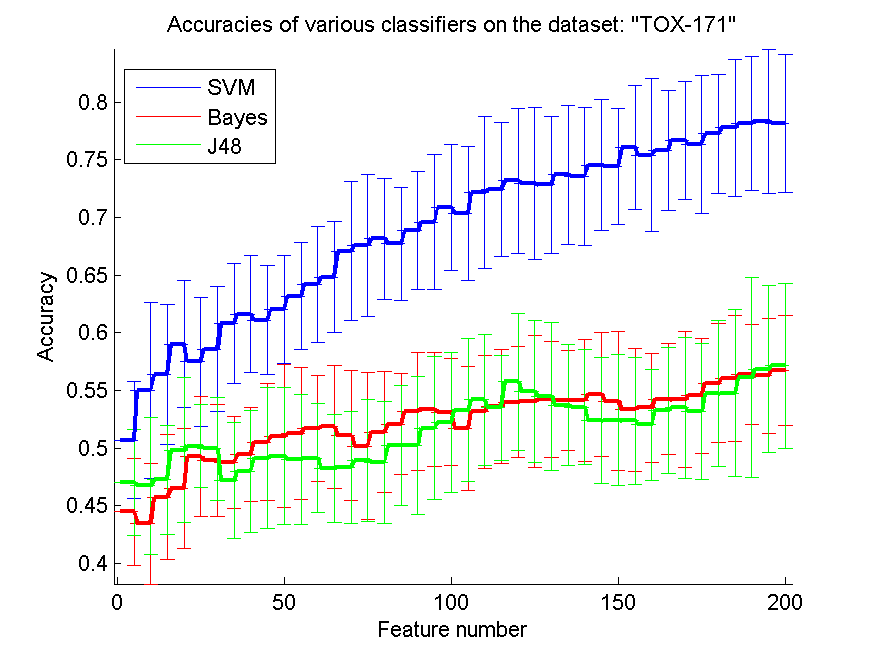 Accuracies of various classifiers on the dataset: "TOX-171"
SVM
Bayes
J48
0.8
0.75
0.7
0.65
0.6
0.55
0.5
0.45
0.4
Accuracy
0
50
100
150
200
Feature number